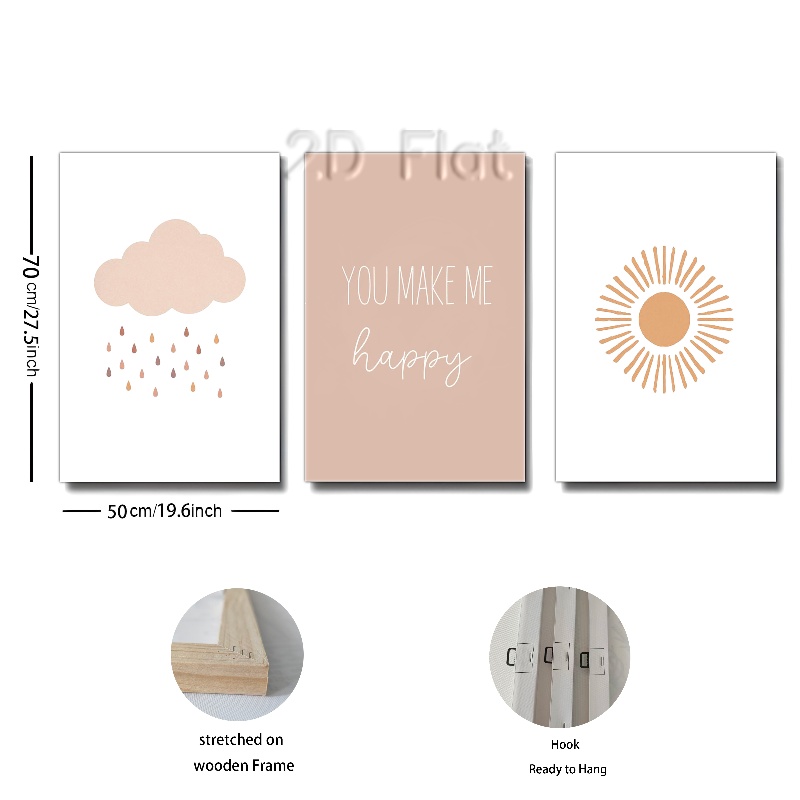 2.D Flat.
70 cm/27.5inch
YOU MAKE ME
happy
50cm/19.6inch
stretched on
wooden Frame
Hook
Ready to Hang